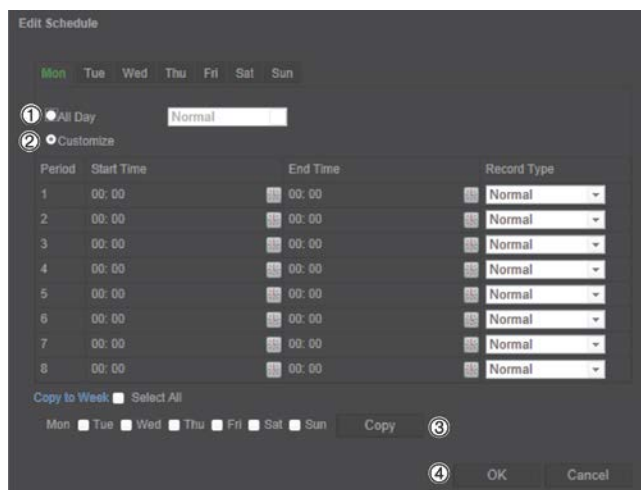 Edit Schedule
Mon Tue Wed Thu Fri Sat Sun
① All Day Normal
② Customize
Period Start Time End Time Record Type
1 00: 00 00: 00 Normal
2 00: 00 00: 00 Normal
3 00: 00 00: 00 Normal
4 00: 00 00: 00 Normal
5 00: 00 00: 00 Normal
6 00: 00 00: 00 Normal
7 00: 00 00: 00 Normal
8 00: 00 00: 00 Normal
Copy to Week Select All
Mon Tue Wed Thu Fri Sat Sun Copy ③
④ OK Cancel